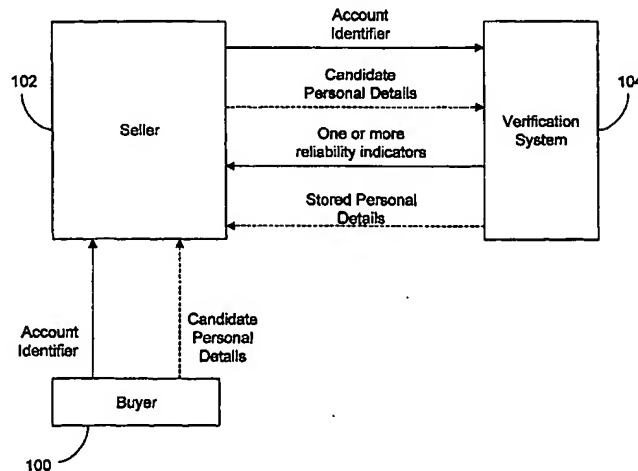 Account
Identifier
102
Candidate
Personal Details
104
Seller
Verification
System
One or more
reliability indicators
Stored Personal
Details
Account
Identifier
Candidate
Personal
Details
Buyer
100